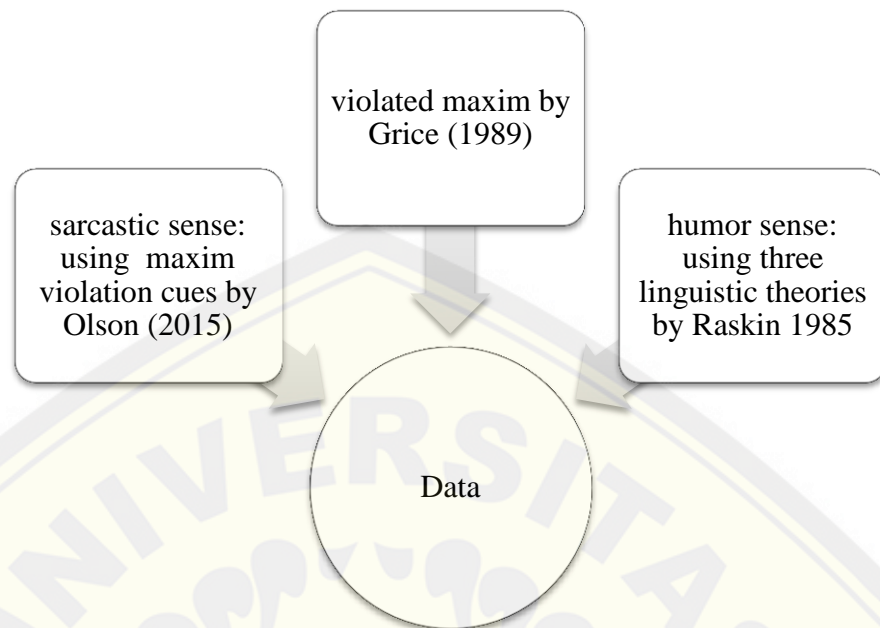 violated maxim by
Grice (1989)
sarcastic sense:
using maxim
violation cues by
Olson (2015)
humor sense:
using three
linguistic theories
by Raskin 1985
Data
UNIVERSITA